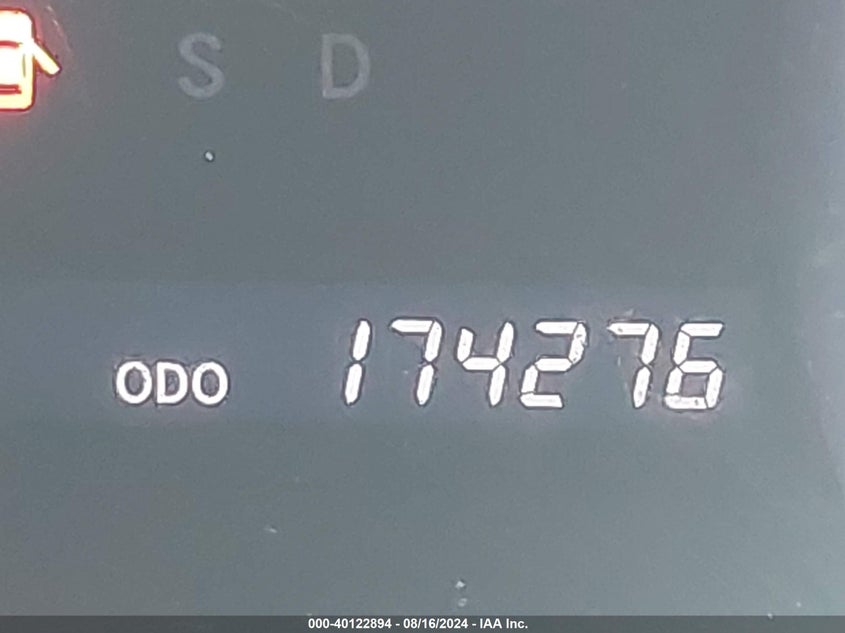 S D
ODO 174276
000-40122894 - 08/16/2024 - IAA Inc.